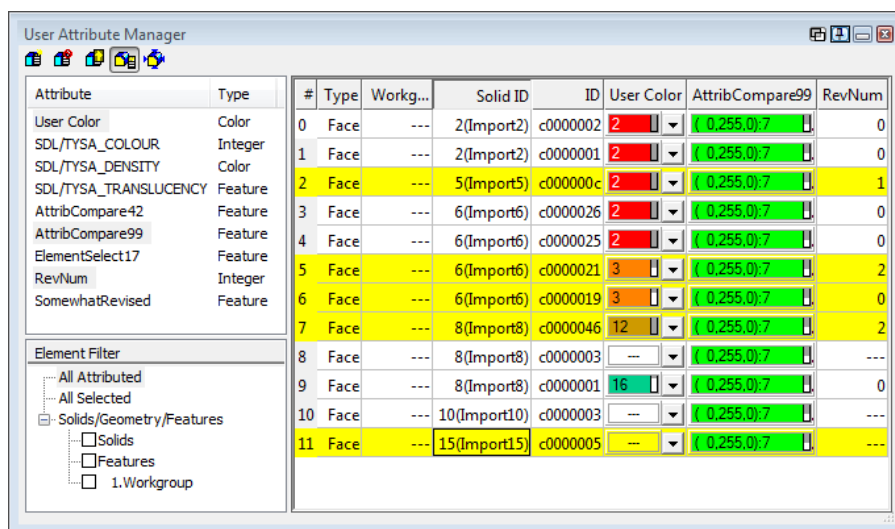 User Attribute Manager
Attribute Type
User Color Color
SDL/TYSA_COLOUR Integer
SDL/TYSA_DENSITY Color
SDL/TYSA_TRANSLUCENCY Feature
AttribCompare42 Feature
AttribCompare99 Feature
ElementSelect17 Feature
RevNum Integer
SomewhatRevised Feature
Element Filter
All Attributed
All Selected
Solids/Geometry/Features
Solids
Features
1.Workgroup
# Type Workg... Solid ID ID User Color AttribCompare99 RevNum
0 Face --- 2(Import2) c0000002 2 ( 0,255,0):7 0
1 Face --- 2(Import2) c0000001 2 ( 0,255,0):7 0
2 Face --- 5(Import5) c000000c 2 ( 0,255,0):7 1
3 Face --- 6(Import6) c0000026 2 ( 0,255,0):7 0
4 Face --- 6(Import6) c0000025 2 ( 0,255,0):7 0
5 Face --- 6(Import6) c0000021 3 ( 0,255,0):7 2
6 Face --- 6(Import6) c0000019 3 ( 0,255,0):7 0
7 Face --- 8(Import8) c0000046 12 ( 0,255,0):7 2
8 Face --- 8(Import8) c0000003 --- ( 0,255,0):7 ---
9 Face --- 8(Import8) c0000001 16 ( 0,255,0):7 0
10 Face --- 10(Import10) c0000003 --- ( 0,255,0):7 ---
11 Face --- 15(Import15) c0000005 --- ( 0,255,0):7 ---